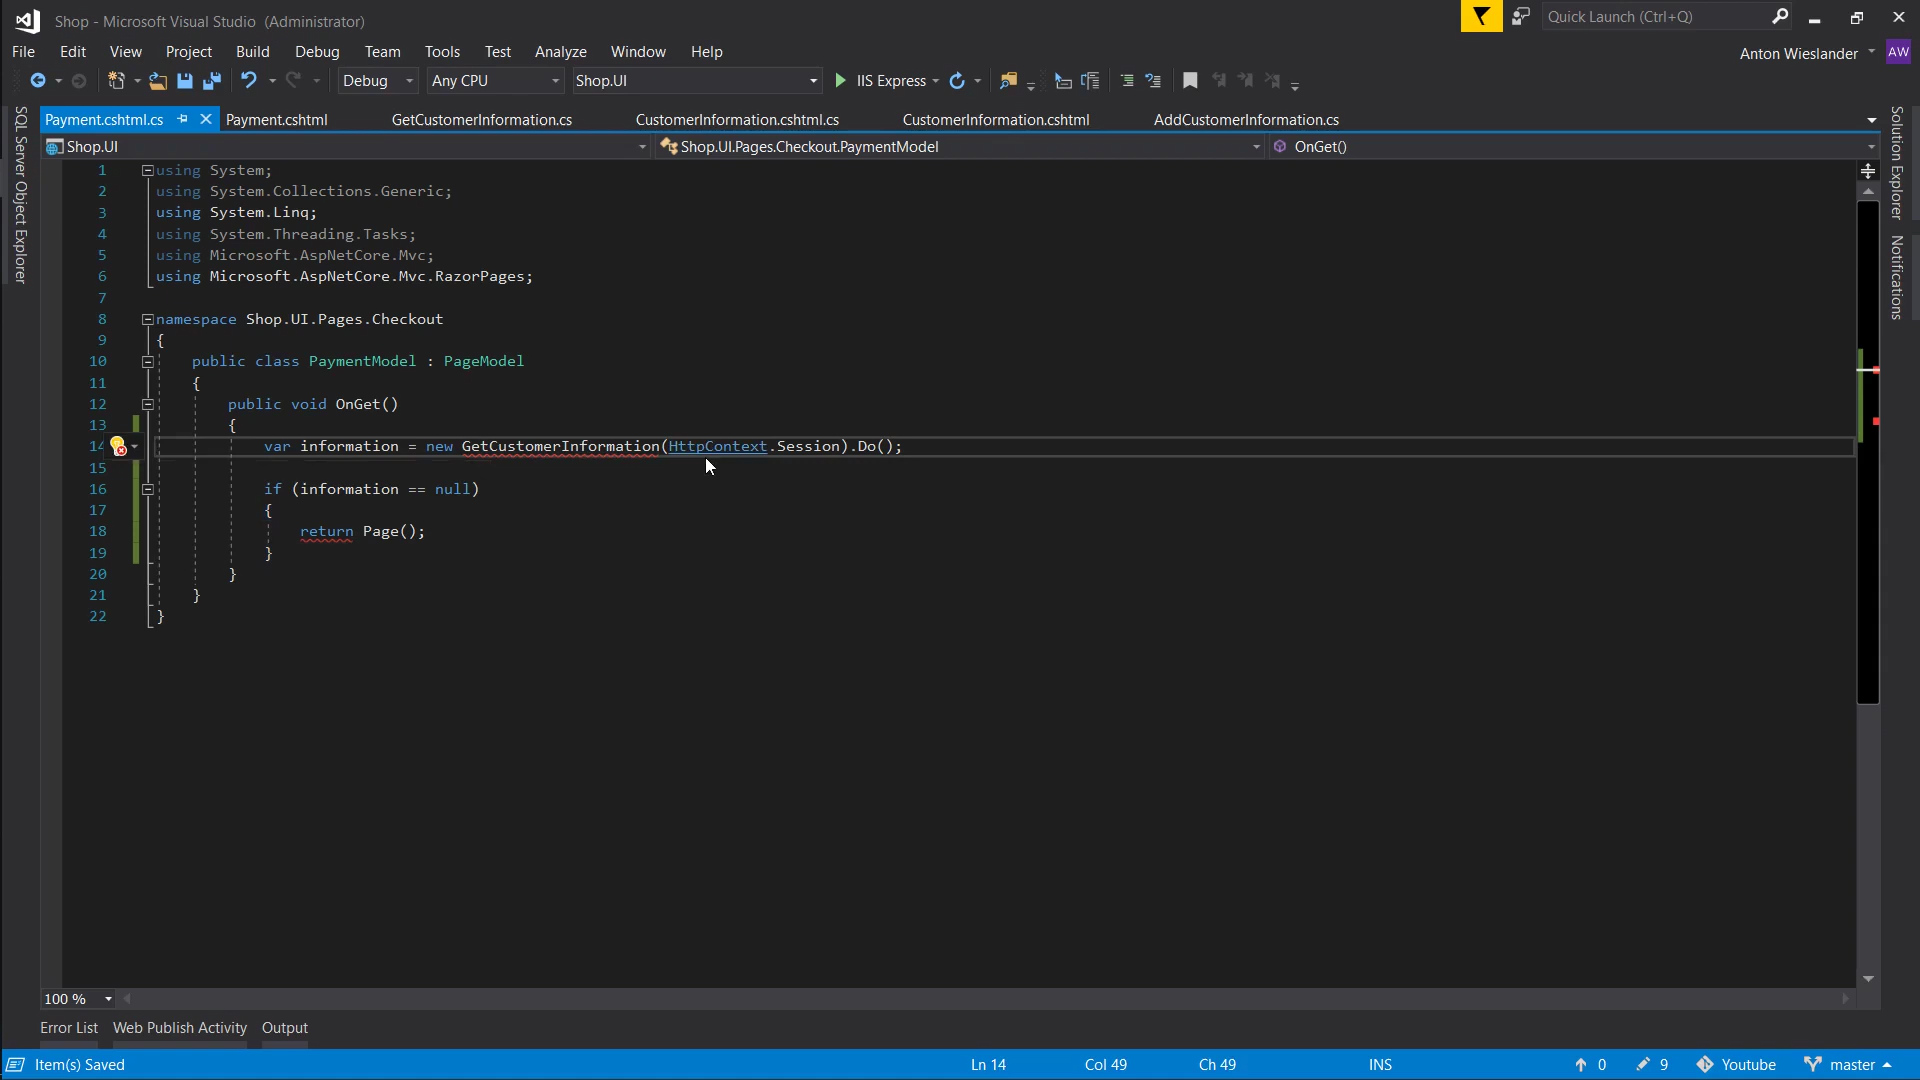 Shop - Microsoft Visual Studio (Administrator)
Quick Launch (Ctrl+Q)
File Edit View Project Build Debug Team Tools Test Analyze Window Help
Anton Wieslander AW
Debug Any CPU Shop.UI IIS Express
Payment.cshtml.cs Payment.cshtml GetCustomerInformation.cs CustomerInformation.cshtml.cs CustomerInformation.cshtml AddCustomerInformation.cs
Shop.UI Shop.UI.Pages.Checkout.PaymentModel OnGet()
SQL Server Object Explorer
Solution Explorer
Notifications
1 using System;
2 using System.Collections.Generic;
3 using System.Linq;
4 using System.Threading.Tasks;
5 using Microsoft.AspNetCore.Mvc;
6 using Microsoft.AspNetCore.Mvc.RazorPages;
7
8 namespace Shop.UI.Pages.Checkout
9 {
10 public class PaymentModel : PageModel
11 {
12 public void OnGet()
13 {
14 var information = new GetCustomerInformation(HttpContext.Session).Do();
15
16 if (information == null)
17 {
18 return Page();
19 }
20 }
21 }
22 }
100 %
Error List Web Publish Activity Output
Item(s) Saved Ln 14 Col 49 Ch 49 INS 0 9 Youtube master